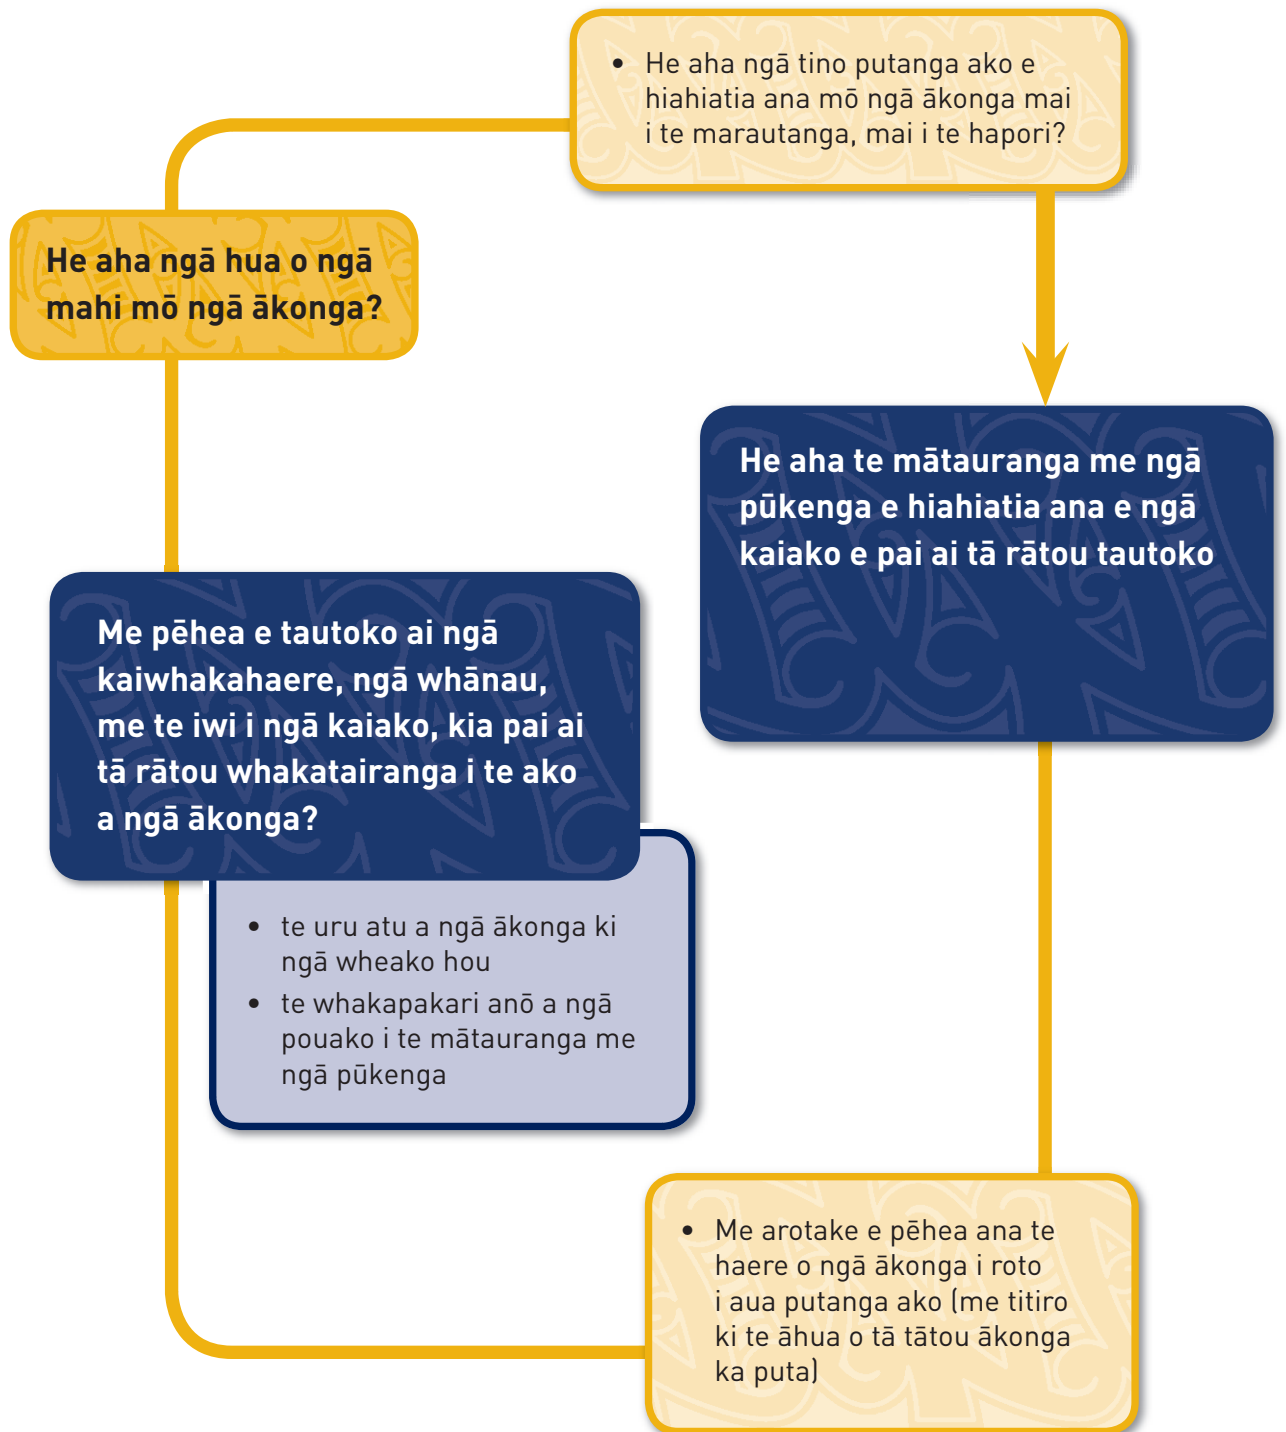 • He aha ngā tino putanga ako e
hiahiatia ana mō ngā ākonga mai
i te marautanga, mai i te hapori?
He aha ngā hua o ngā
mahi mō ngā ākonga?
He aha te mātauranga me ngā
pūkenga e hiahiatia ana e ngā
kaiako e pai ai tā rātou tautoko
Me pēhea e tautoko ai ngā
kaiwhakahaere, ngā whānau,
me te iwi i ngā kaiako, kia pai ai
tā rātou whakatairanga i te ako
a ngā ākonga?
• te uru atu a ngā ākonga ki
ngā wheako hou
• te whakapakari anō a ngā
pouako i te mātauranga me
ngā pūkenga
• Me arotake e pēhea ana te
haere o ngā ākonga i roto
i aua putanga ako (me titiro
ki te āhua o tā tātou ākonga
ka puta)